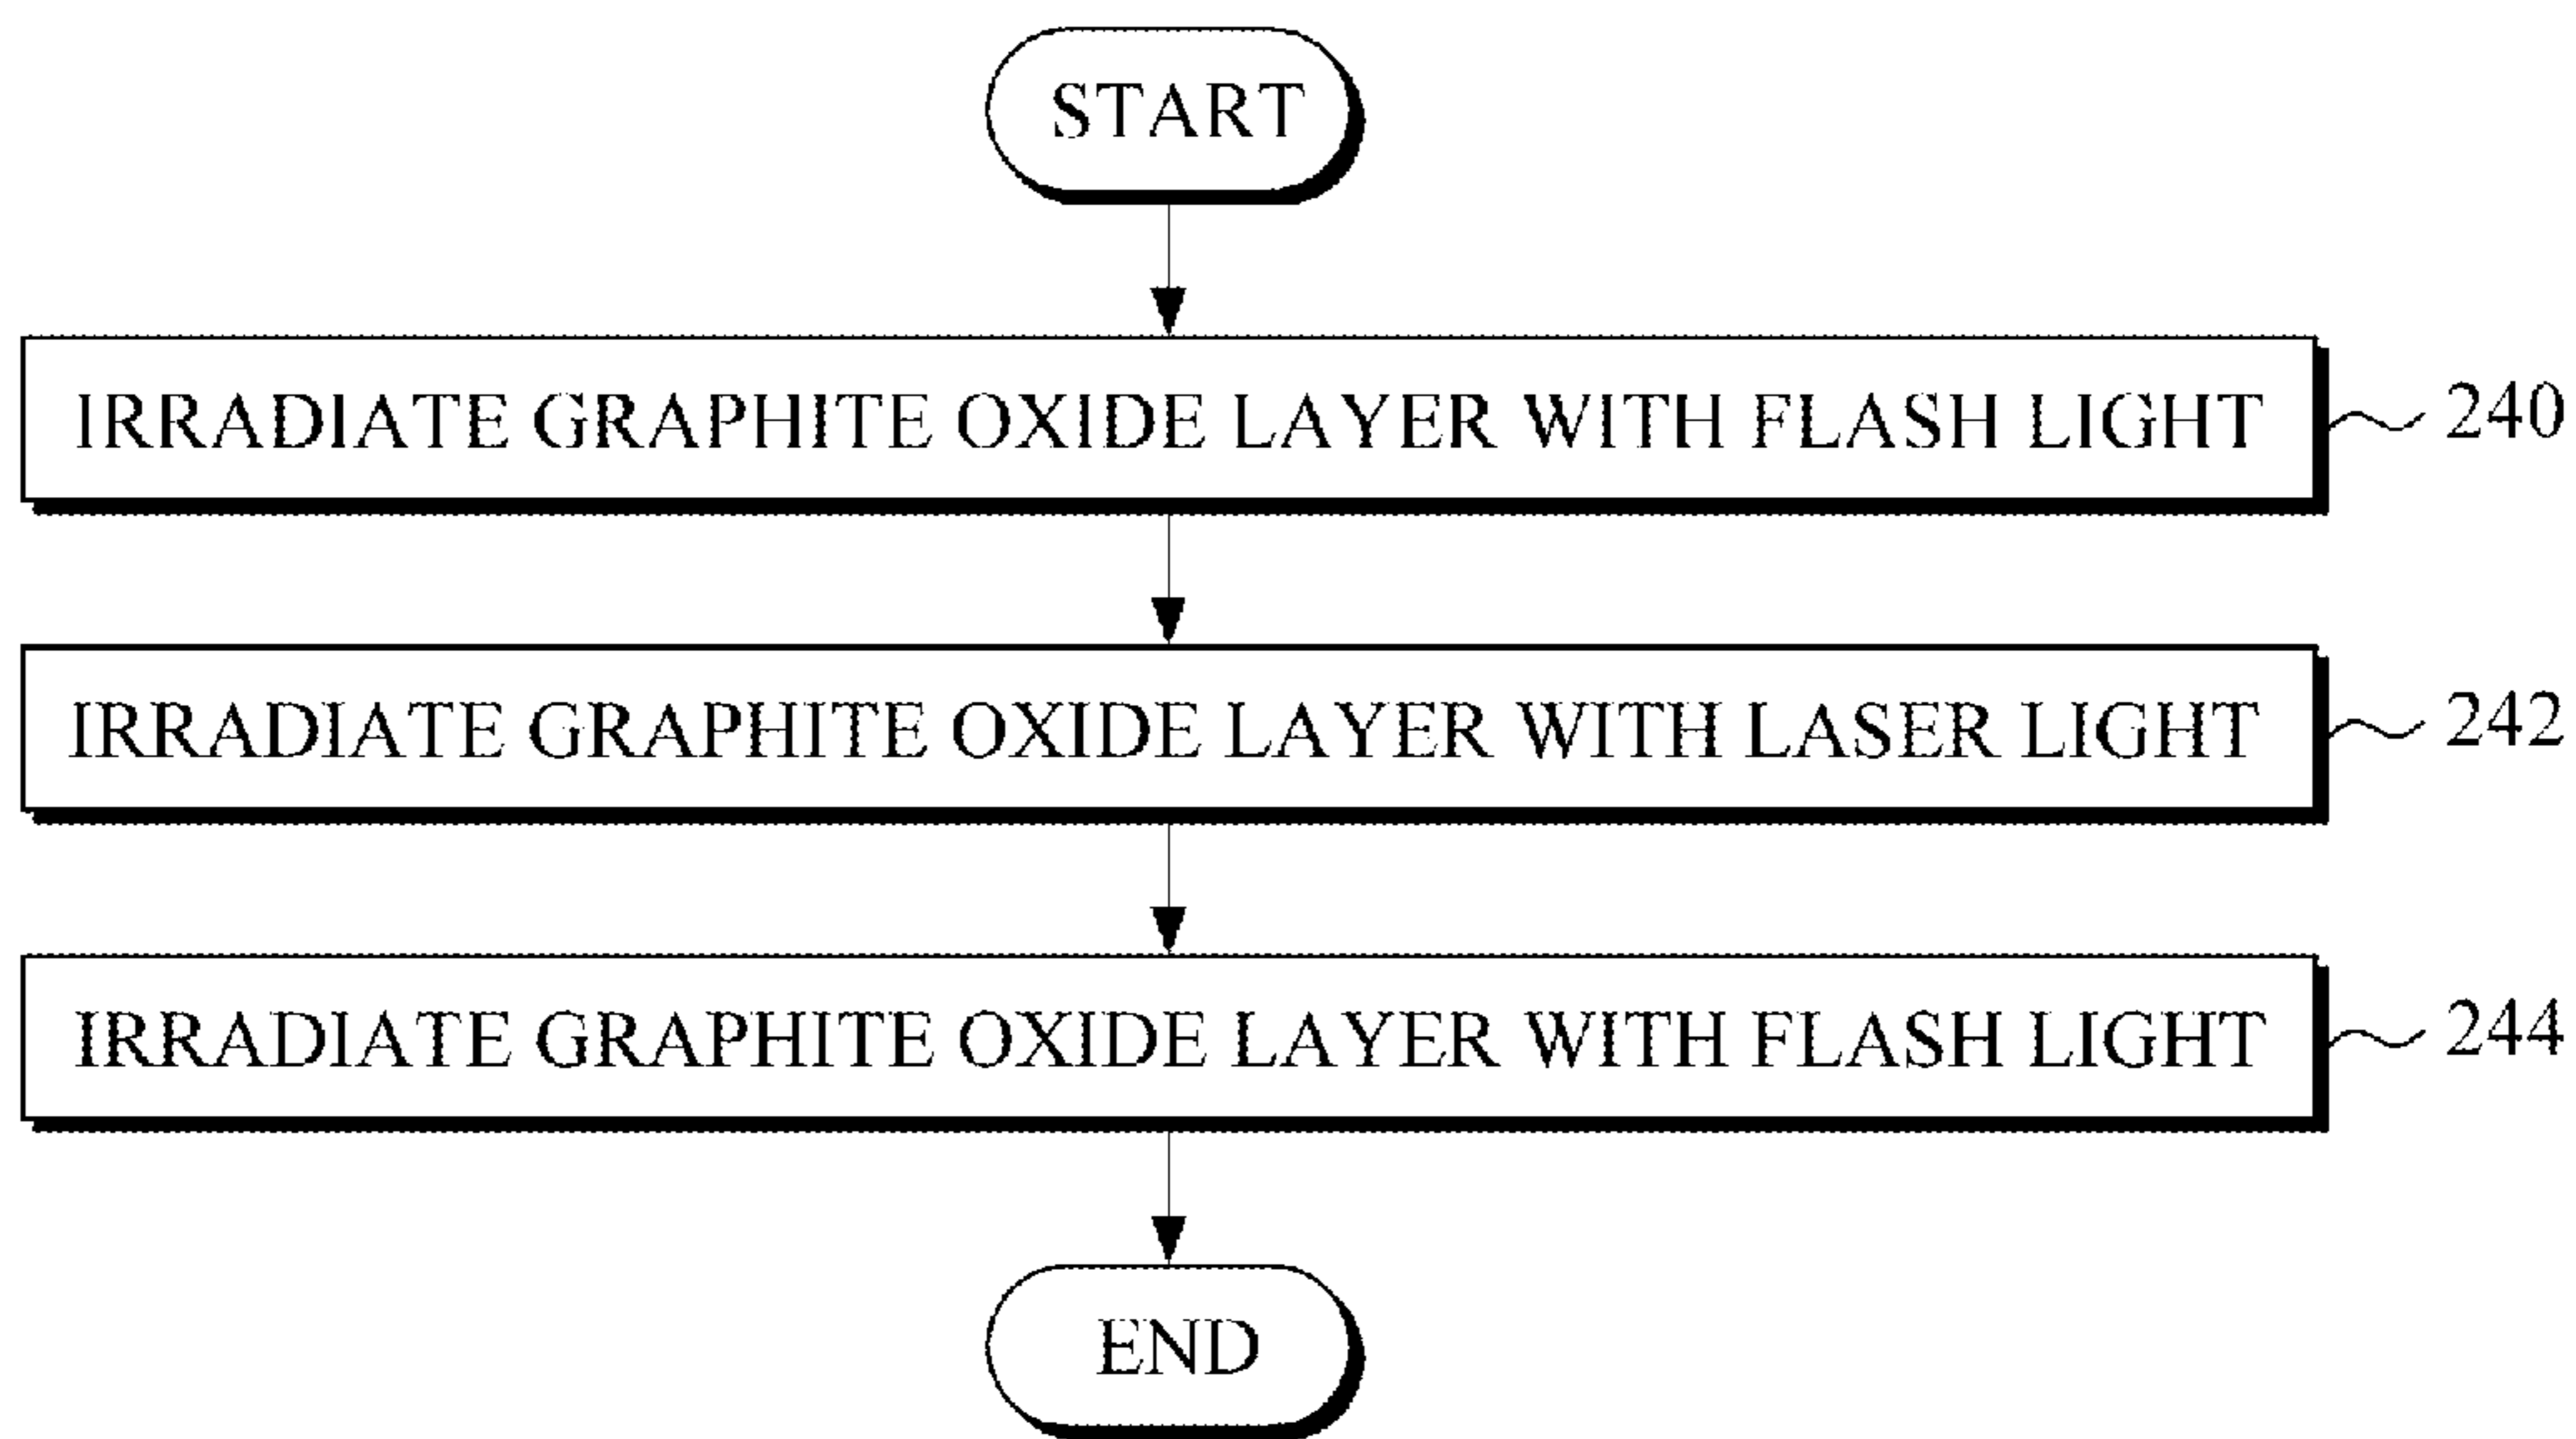 START
IRRADIATE GRAPHITE OXIDE LAYER WITH FLASH LIGHT 240
IRRADIATE GRAPHITE OXIDE LAYER WITH LASER LIGHT 242
IRRADIATE GRAPHITE OXIDE LAYER WITH FLASH LIGHT 244
END